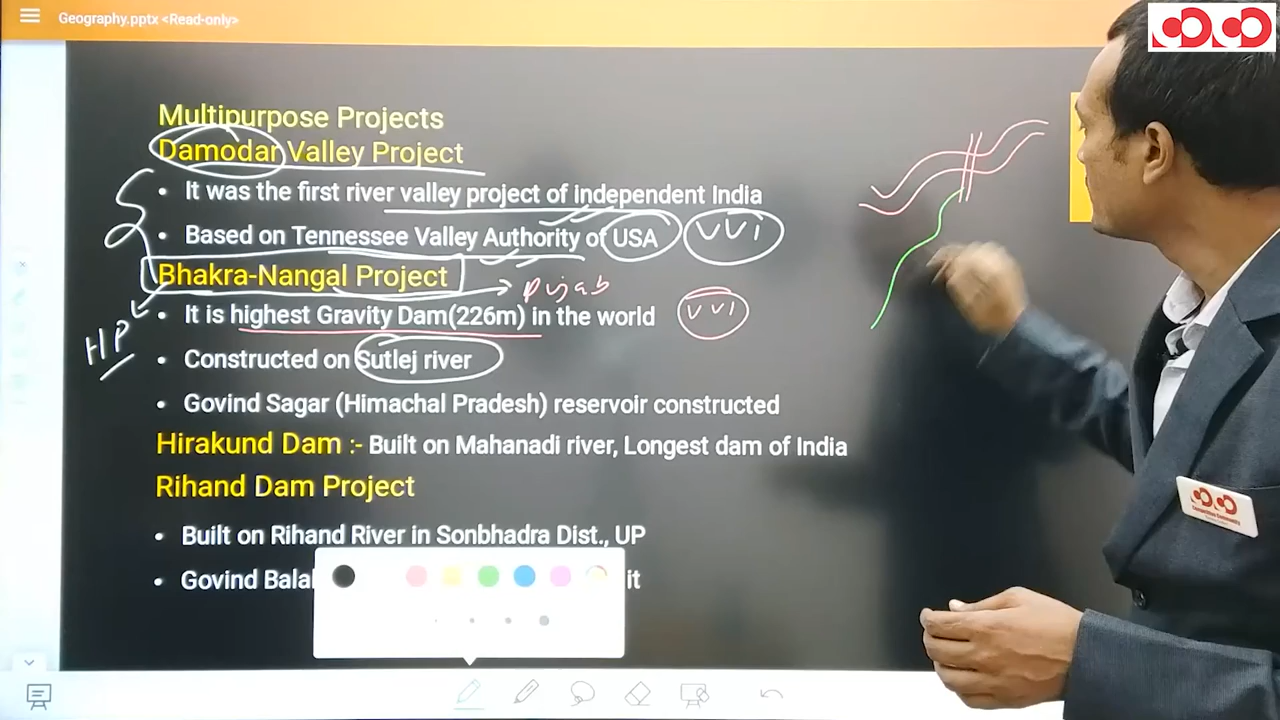 Geography.pptx <Read-only>
Multipurpose Projects
Damodar Valley Project
• It was the first river valley project of independent India
• Based on Tennessee Valley Authority of USA VVI
Bhakra-Nangal Project
pujab
• It is highest Gravity Dam(226m) in the world VVI
HP
• Constructed on Sutlej river
• Govind Sagar (Himachal Pradesh) reservoir constructed
Hirakund Dam :- Built on Mahanadi river, Longest dam of India
Rihand Dam Project
• Built on Rihand River in Sonbhadra Dist., UP
• Govind it